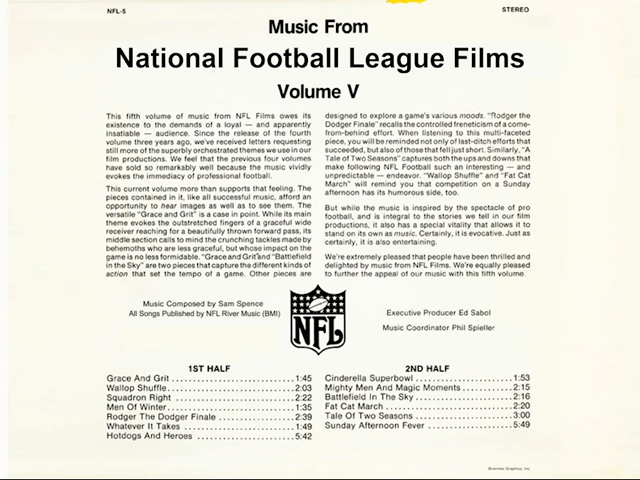 NFL-5
STEREO
Music From
National Football League Films
Volume V
This fifth volume of music from NFL Films owes its
existence to the demands of a loyal — and apparently
insatiable — audience. Since the release of the fourth
volume three years ago, we've received letters requesting
still more of the superbly orchestrated themes we use in our
film productions. We feel that the previous four volumes
have sold so remarkably well because the music vividly
evokes the immediacy of professional football.
This current volume more than supports that feeling. The
pieces contained in it, like all successful music, afford an
opportunity to hear images as well as to see them. The
versatile "Grace and Grit" is a case in point. While its main
theme evokes the outstretched fingers of a graceful wide
receiver reaching for a beautifully thrown forward pass, its
middle section calls to mind the crunching tackles made by
behemoths who are less graceful, but whose impact on the
game is no less formidable. "Grace and Grit" and "Battlefield
in the Sky" are two pieces that capture the different kinds of
action that set the tempo of a game. Other pieces are
designed to explore a game's various moods. "Rodger the
Dodger Finale" recalls the controlled freneticism of a come-
from-behind effort. When listening to this multi-faceted
piece, you will be reminded not only of last-ditch efforts that
succeeded, but also of those that fell just short. Similarly, "A
Tale of Two Seasons" captures both the ups and downs that
make following NFL Football such an interesting — and
unpredictable — endeavor. "Wallop Shuffle" and "Fat Cat
March" will remind you that competition on a Sunday
afternoon has its humorous side, too.
But while the music is inspired by the spectacle of pro
football, and is integral to the stories we tell in our film
productions, it also has a special vitality that allows it to
stand on its own as music. Certainly, it is evocative. Just as
certainly, it is also entertaining.
We're extremely pleased that people have been thrilled and
delighted by music from NFL Films. We're equally pleased
to further the appeal of our music with this fifth volume.
Music Composed by Sam Spence
All Songs Published by NFL River Music (BMI)
NFL
Executive Producer Ed Sabol
Music Coordinator Phil Spieller
1ST HALF
Grace And Grit 1:45
Wallop Shuffle 2:03
Squadron Right 2:22
Men Of Winter 1:35
Rodger The Dodger Finale 2:39
Whatever It Takes 1:49
Hotdogs And Heroes 5:42
2ND HALF
Cinderella Superbowl 1:53
Mighty Men And Magic Moments 2:15
Battlefield In The Sky 2:16
Fat Cat March 2:20
Tale Of Two Seasons 3:00
Sunday Afternoon Fever 5:49
Business Graphics, Inc.